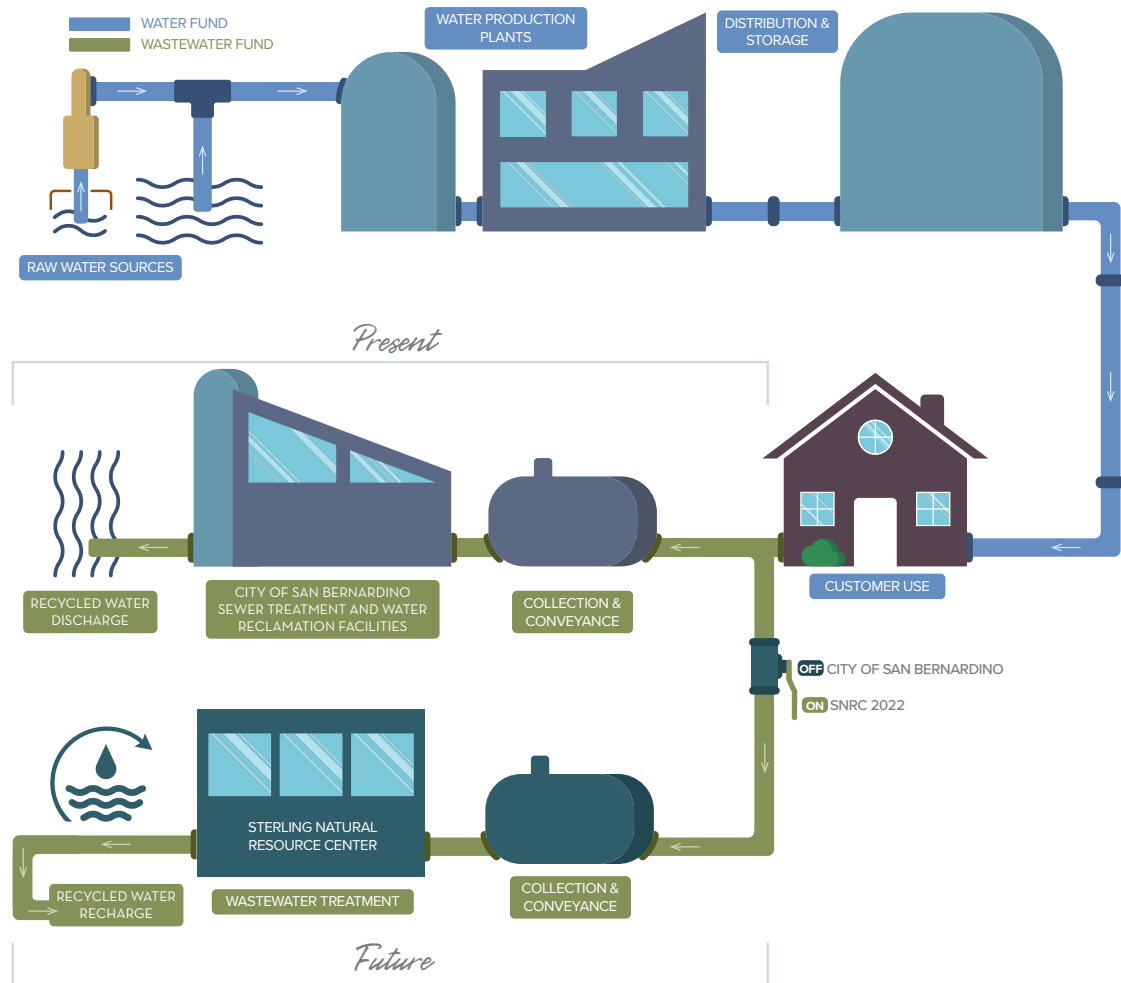 WATER FUND
WASTEWATER FUND
WATER PRODUCTION
PLANTS
DISTRIBUTION &
STORAGE
RAW WATER SOURCES
Present
RECYCLED WATER
DISCHARGE
CITY OF SAN BERNARDINO
SEWER TREATMENT AND WATER
RECLAMATION FACILITIES
COLLECTION &
CONVEYANCE
CUSTOMER USE
OFF CITY OF SAN BERNARDINO
ON SNRC 2022
STERLING NATURAL
RESOURCE CENTER
RECYCLED WATER
RECHARGE
WASTEWATER TREATMENT
COLLECTION &
CONVEYANCE
Future